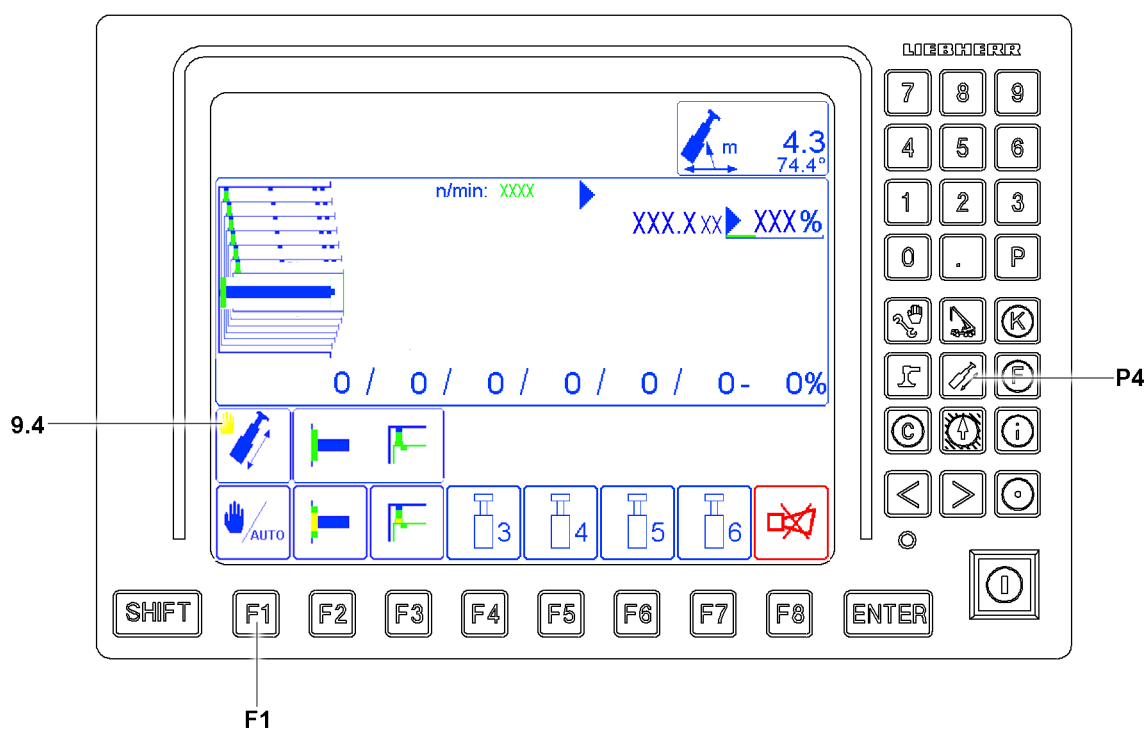 LIEBHERR
7 8 9
m 4.3
74.4°
4 5 6
n/min: XXXX
XXX.X XX XXX%
1 2 3
0 . P
K
0 / 0 / 0 / 0 / 0 / 0- 0%
F
P4
9.4
C i
AUTO 3 4 5 6
< >
SHIFT F1 F2 F3 F4 F5 F6 F7 F8 ENTER
F1